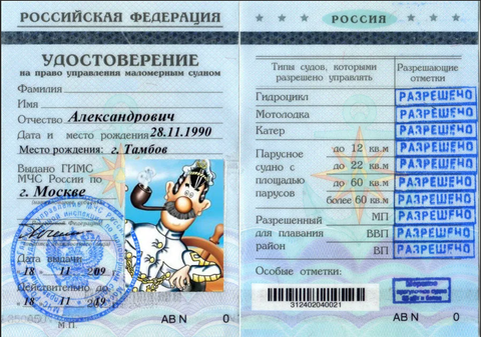 РОССИЙСКАЯ ФЕДЕРАЦИЯ
УДОСТОВЕРЕНИЕ
на право управления маломерным судном
Фамилия
Имя
Отчество Александрович
Дата и место рождения 28.11.1990
Место рождения: г. Тамбов
Выдано ГИМС
МЧС России по
г. Москве
Дата выдачи
18 11 09 г
Действительно до
18 11 19 г
М.П.
AB N 0
РОССИЯ
Типы судов, которыми разрешено управлять
Разрешающие отметки
Гидроцикл РАЗРЕШЕНО
Мотолодка РАЗРЕШЕНО
Катер РАЗРЕШЕНО
Парусное судно с площадью парусов
до 12 кв.м РАЗРЕШЕНО
до 22 кв.м РАЗРЕШЕНО
до 60 кв.м РАЗРЕШЕНО
более 60 кв.м РАЗРЕШЕНО
Разрешенный для плавания район
МП РАЗРЕШЕНО
ВВП РАЗРЕШЕНО
ВП РАЗРЕШЕНО
Особые отметки:
312402040021
AB N 0